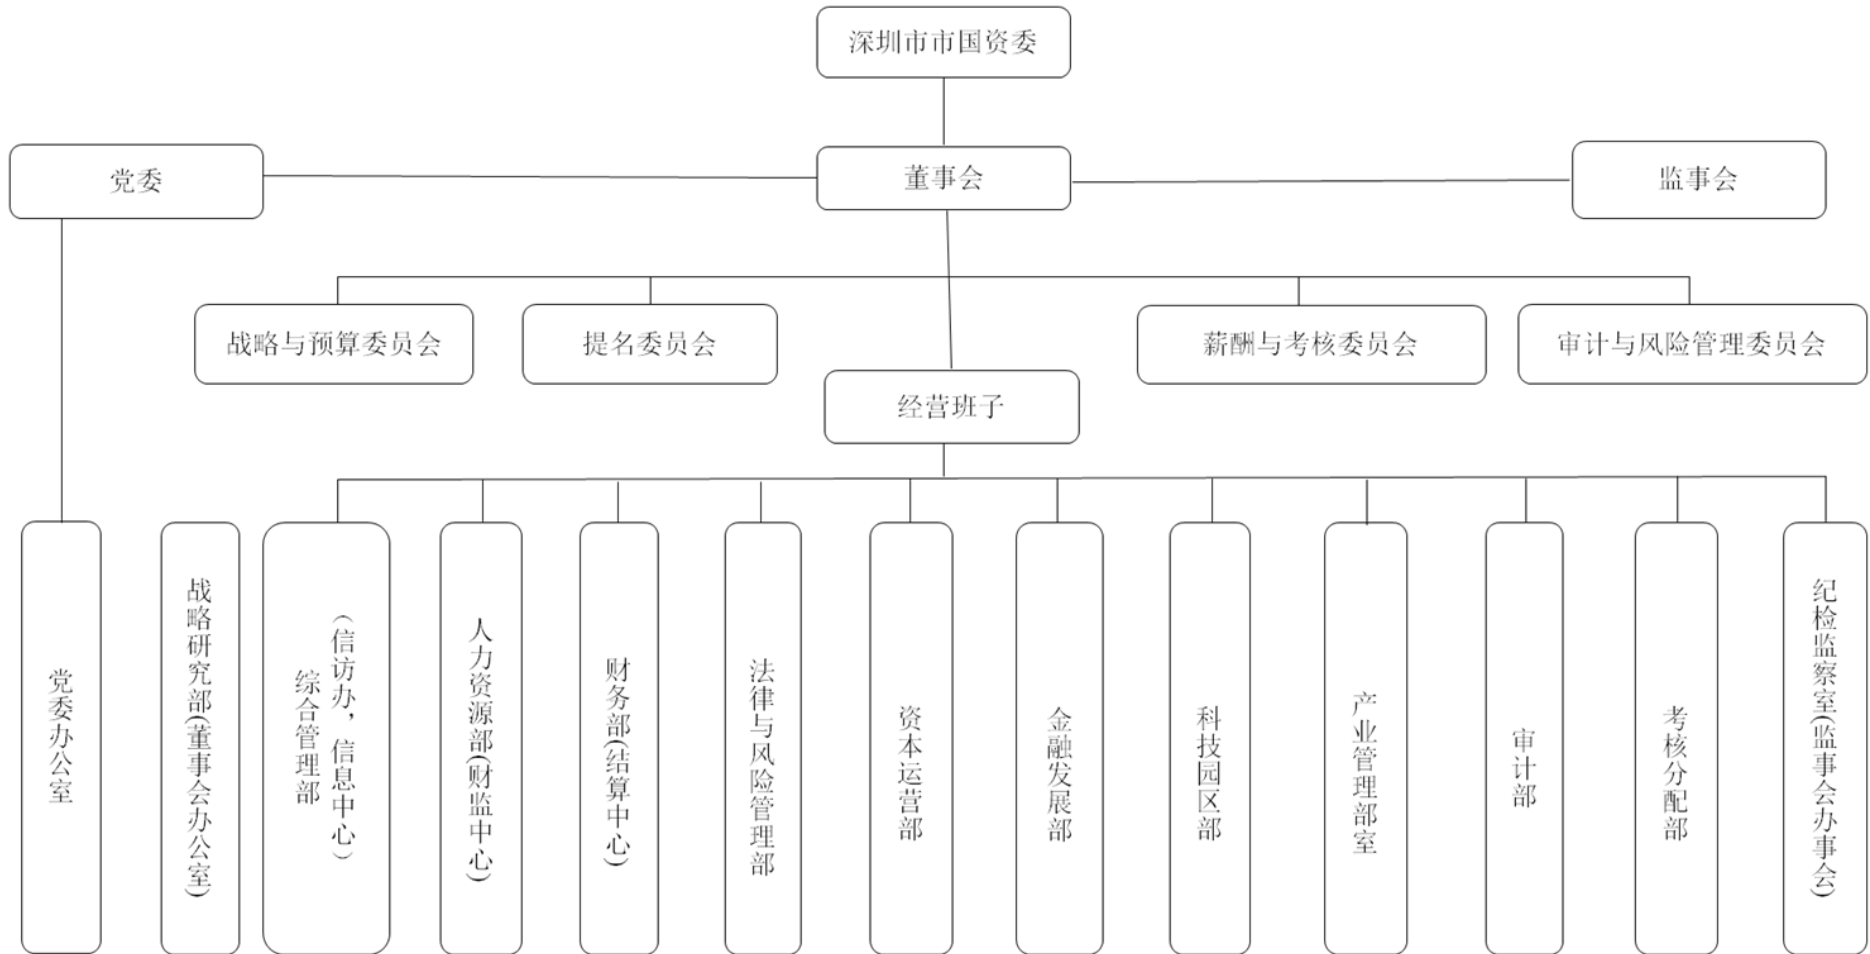 深圳市市国资委
党委
董事会
监事会
战略与预算委员会
提名委员会
薪酬与考核委员会
审计与风险管理委员会
经营班子
党委办公室
战略研究部(董事会办公室)
(信访办，信息中心)
综合管理部
人力资源部(财监中心)
财务部(结算中心)
法律与风险管理部
资本运营部
金融发展部
科技园区部
产业管理部室
审计部
考核分配部
纪检监察室(监事会办事会)